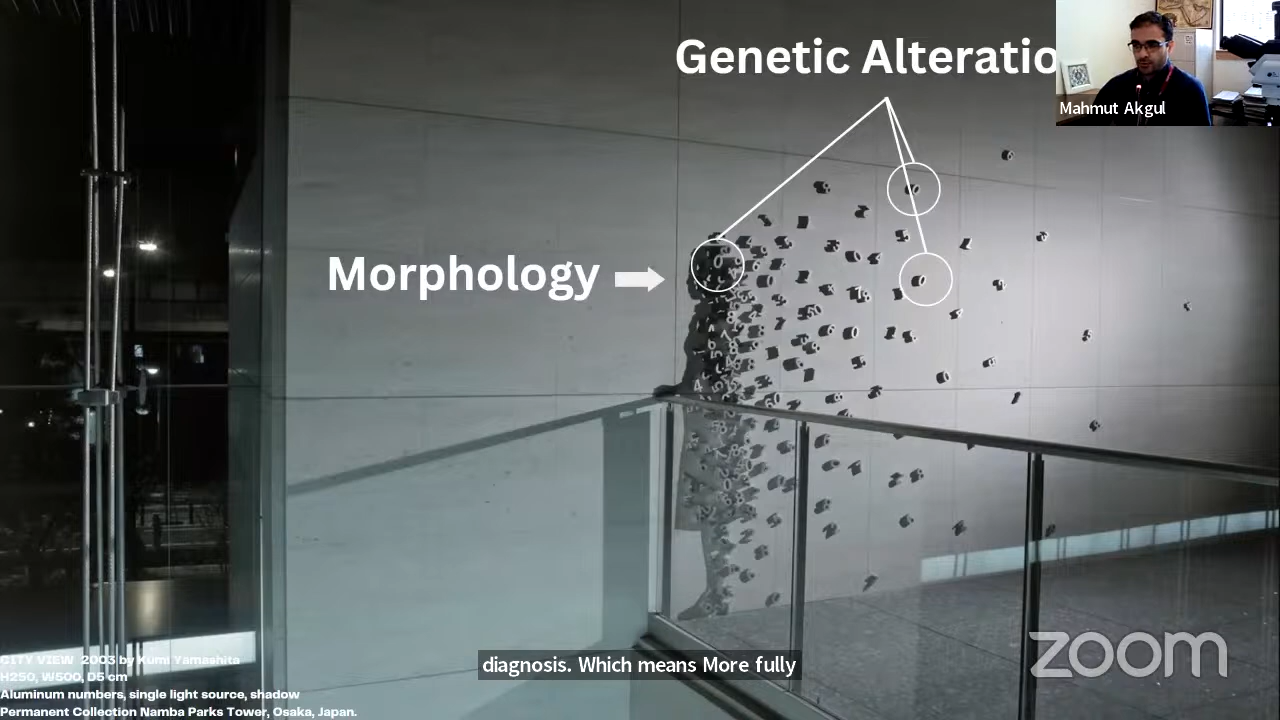 Genetic Alteratio
Mahmut Akgul
Morphology
diagnosis. Which means More fully
zoom
CITY VIEW 2003 by Kumi Yamashita
H250, W500, D5 cm
Aluminum numbers, single light source, shadow
Permanent Collection Namba Parks Tower, Osaka, Japan.